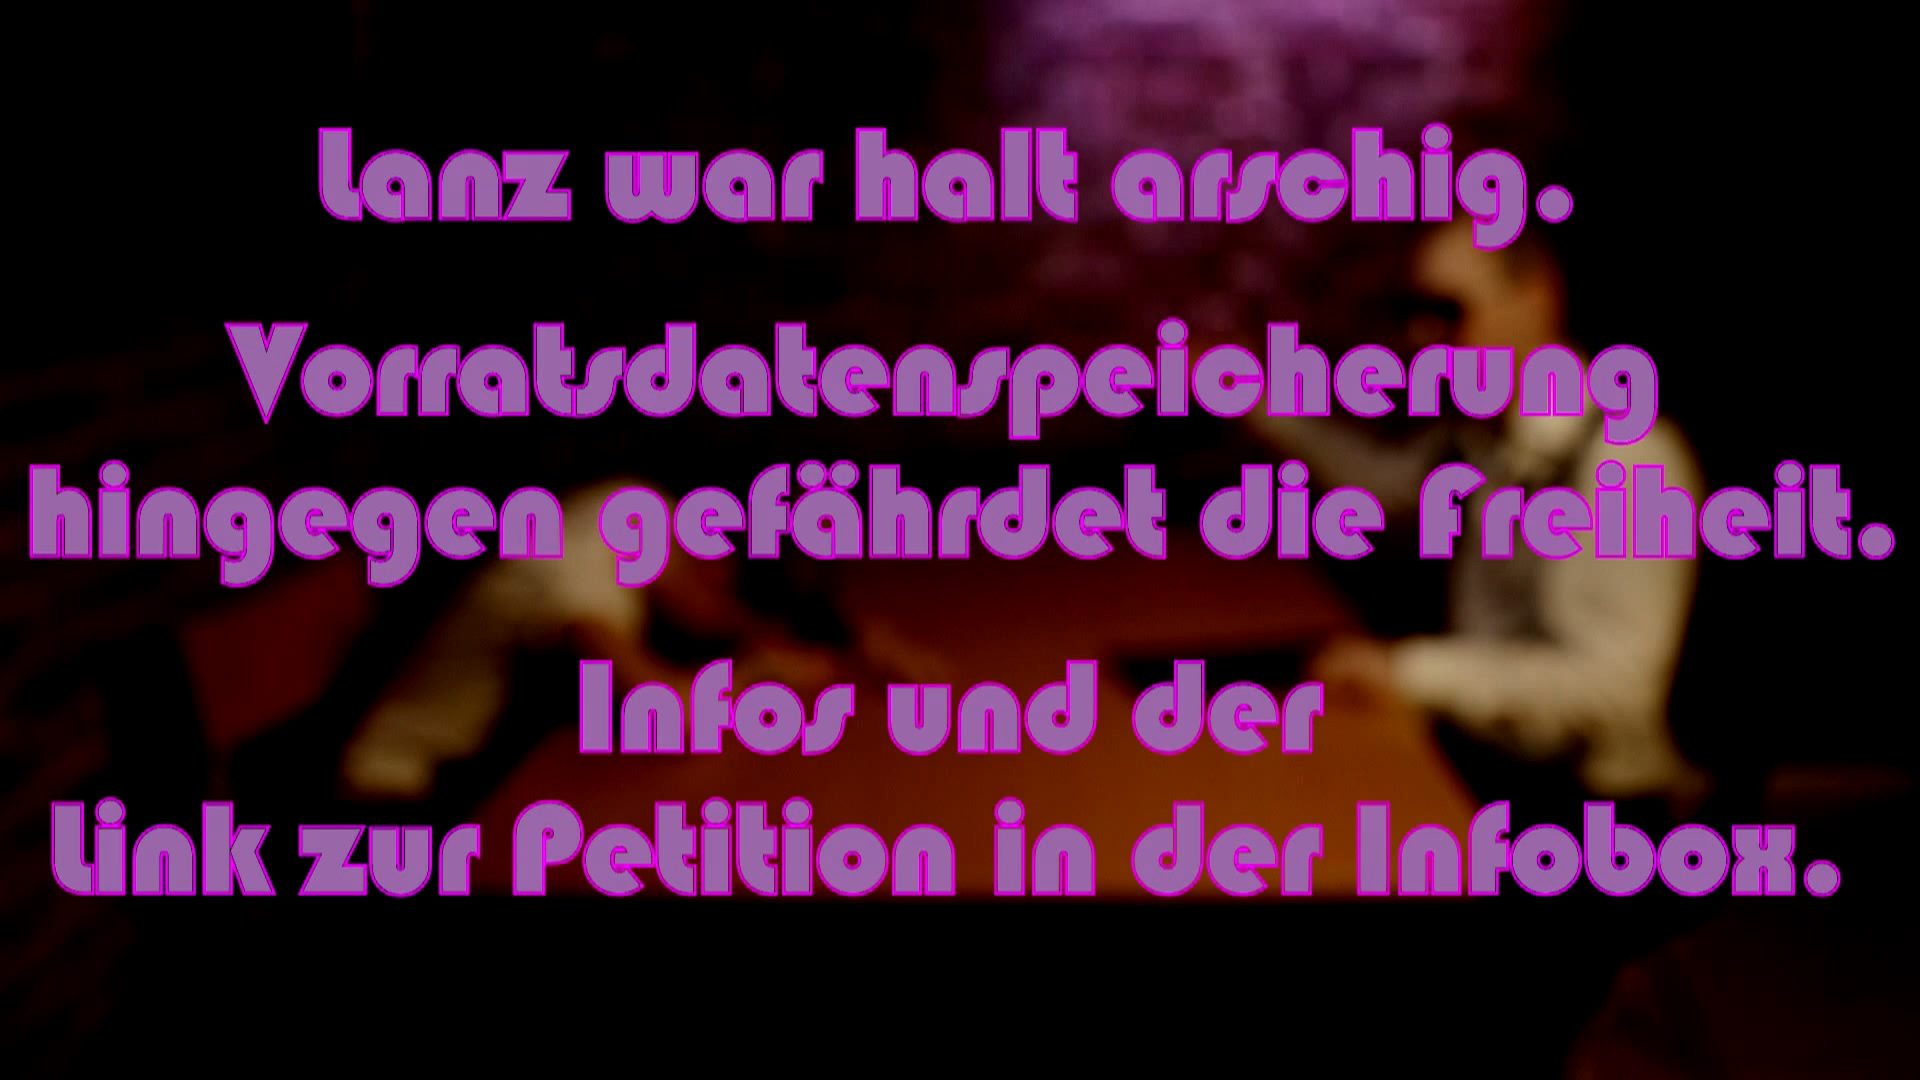 Lanz war halt arschig.
Vorratsdatenspeicherung
hingegen gefährdet die Freiheit.
Infos und der
Link zur Petition in der Infobox.